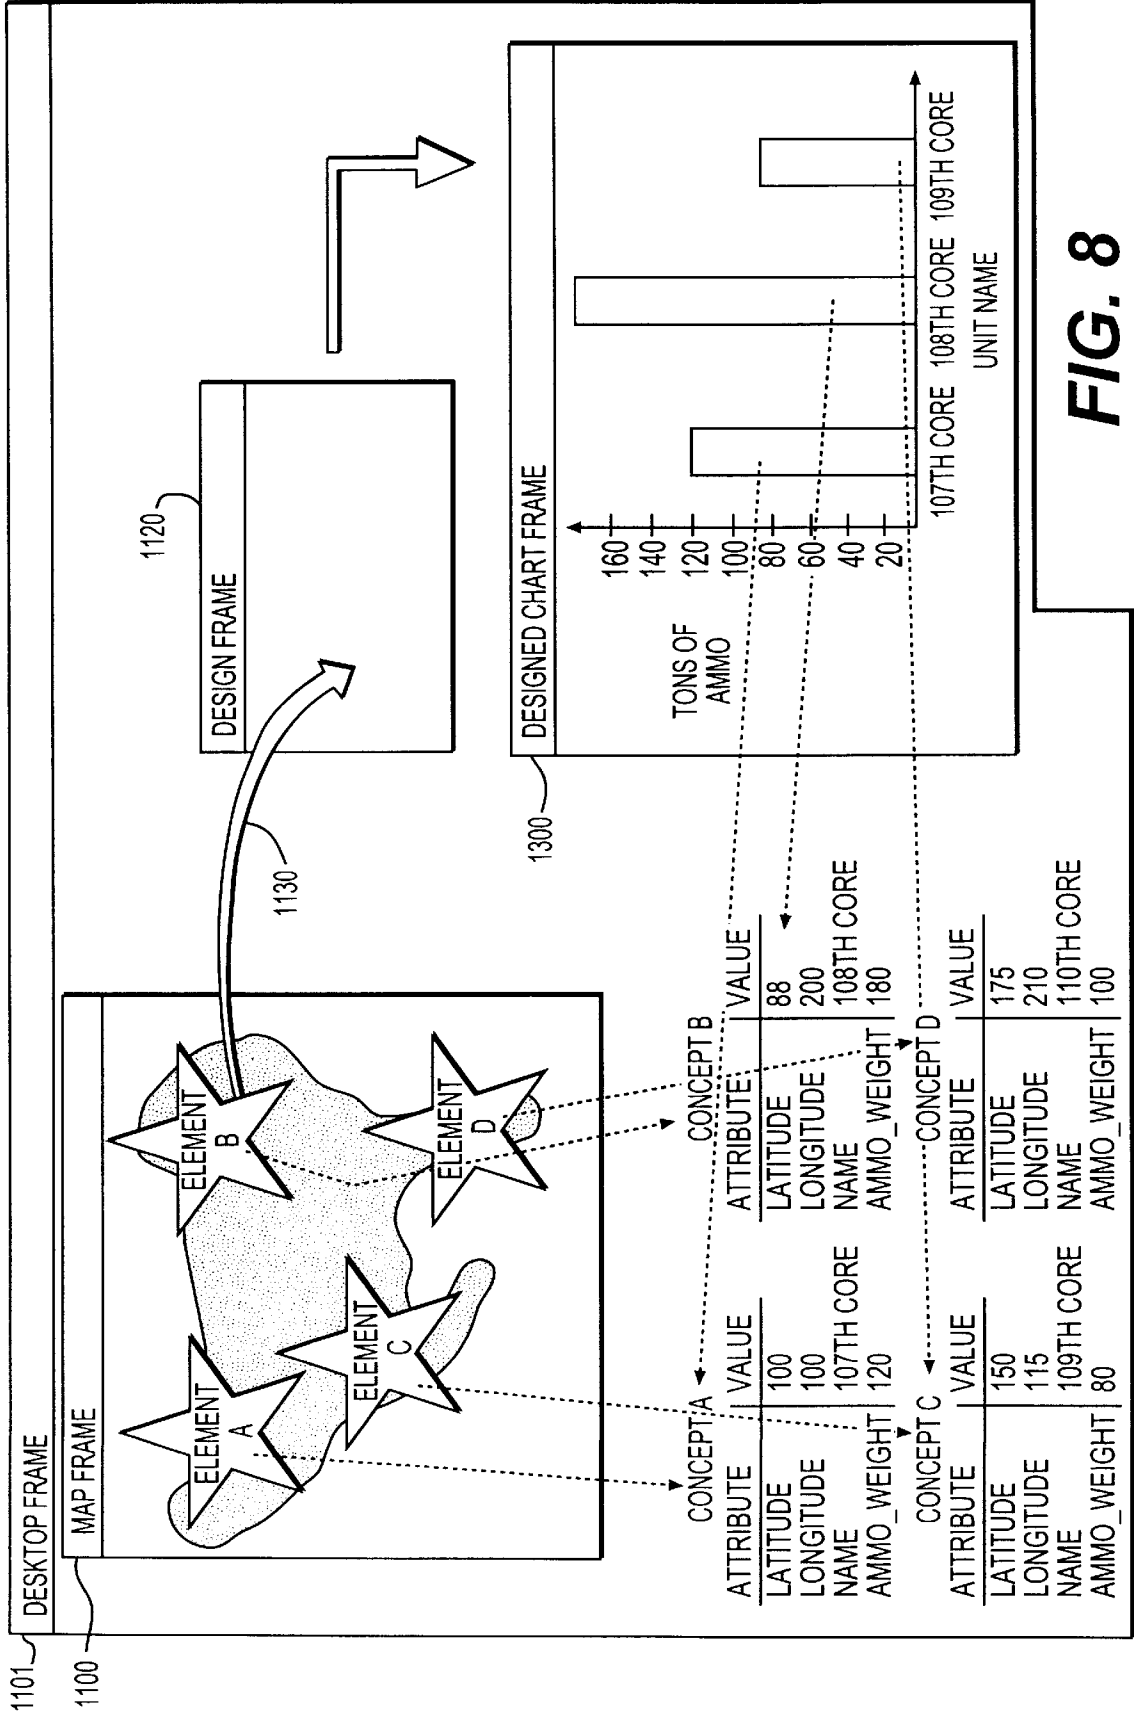 1101
DESKTOP FRAME
1100
MAP FRAME
ELEMENT
A
ELEMENT
B
ELEMENT
C
ELEMENT
D
1130
1120
DESIGN FRAME
1300
DESIGNED CHART FRAME
TONS OF
AMMO
160
140
120
100
80
60
40
20
107TH CORE 108TH CORE 109TH CORE
UNIT NAME
CONCEPT A
ATTRIBUTE VALUE
LATITUDE 100
LONGITUDE 100
NAME 107TH CORE
AMMO_WEIGHT 120
CONCEPT B
ATTRIBUTE VALUE
LATITUDE 88
LONGITUDE 200
NAME 108TH CORE
AMMO_WEIGHT 180
CONCEPT C
ATTRIBUTE VALUE
LATITUDE 150
LONGITUDE 115
NAME 109TH CORE
AMMO_WEIGHT 80
CONCEPT D
ATTRIBUTE VALUE
LATITUDE 175
LONGITUDE 210
NAME 110TH CORE
AMMO_WEIGHT 100
FIG. 8